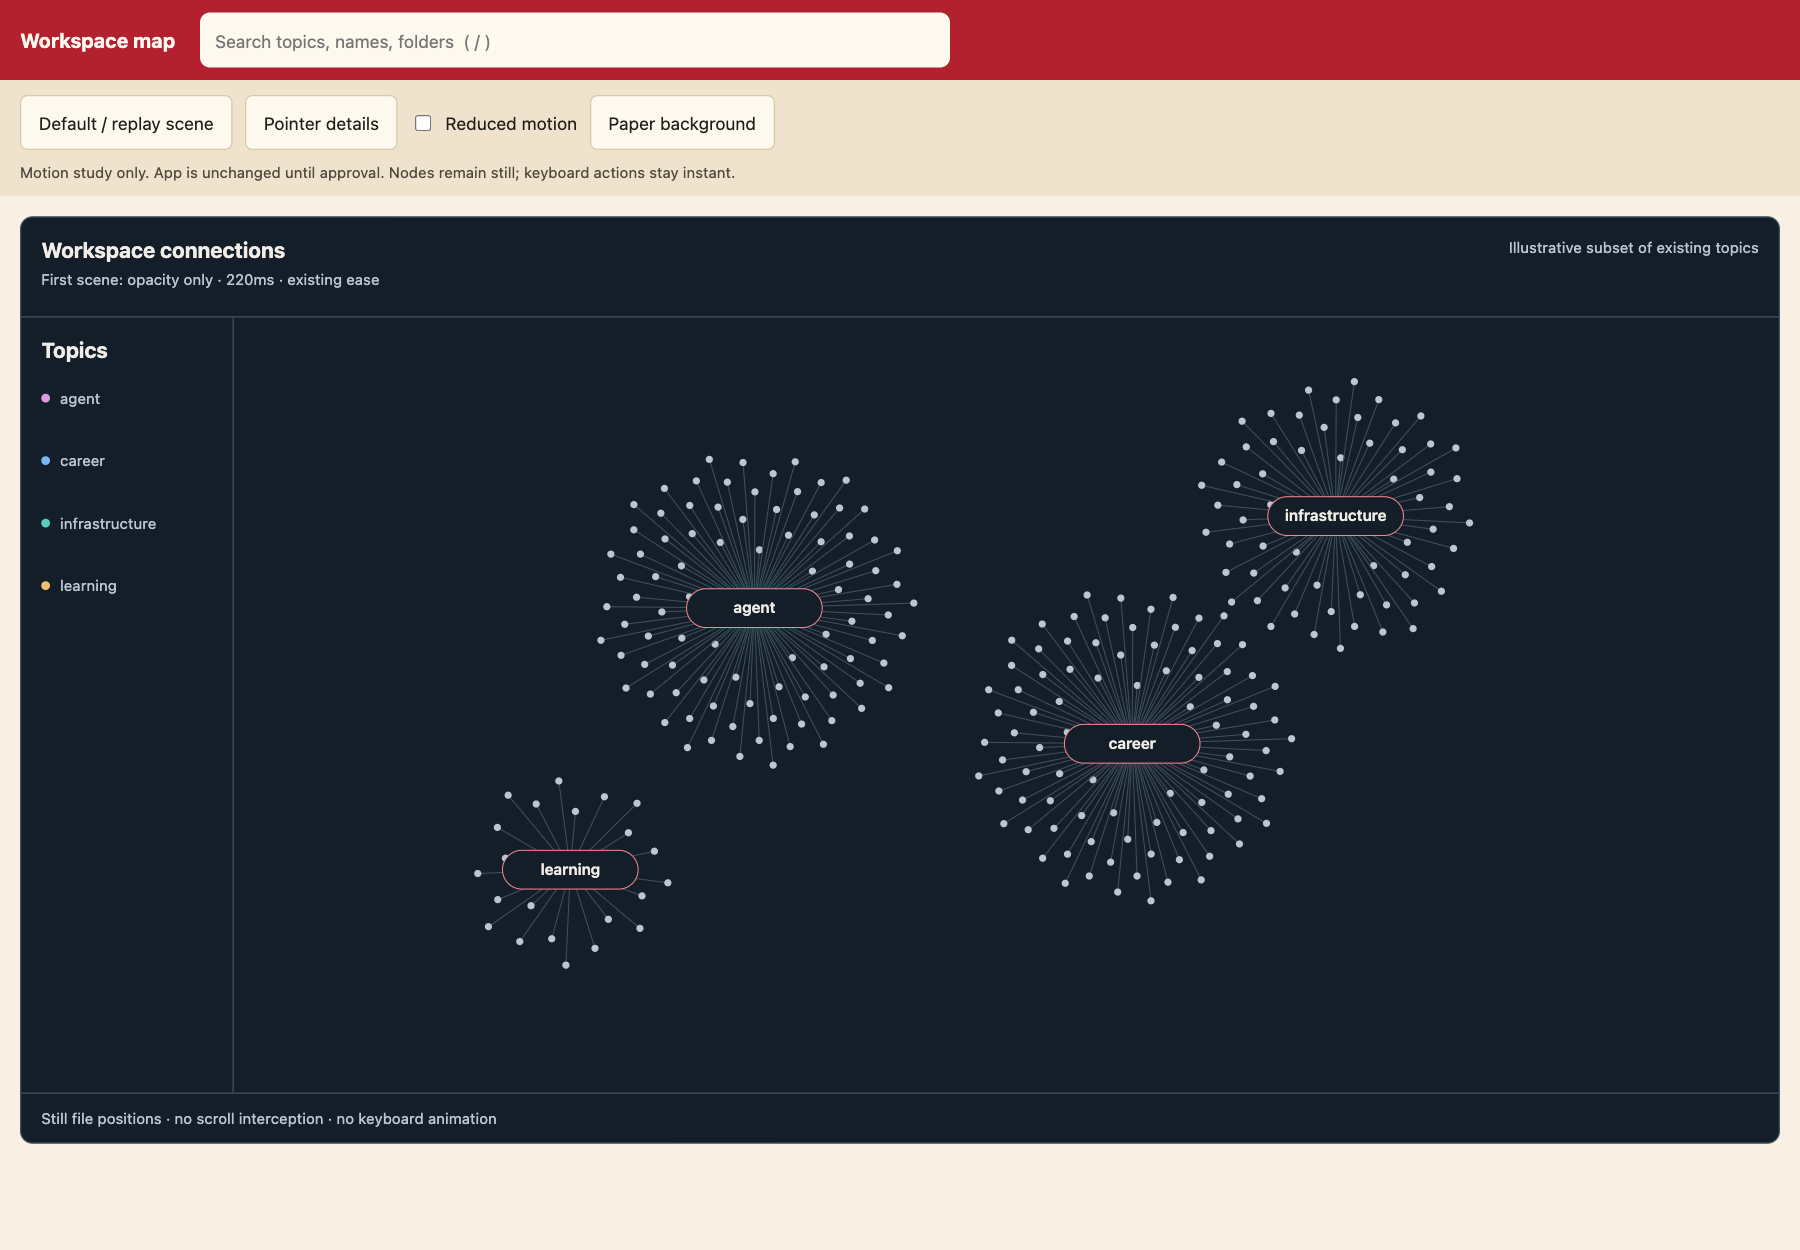 Workspace map
Search topics, names, folders ( / )
Default / replay scene
Pointer details
Reduced motion
Paper background
Motion study only. App is unchanged until approval. Nodes remain still; keyboard actions stay instant.
Workspace connections
Illustrative subset of existing topics
First scene: opacity only · 220ms · existing ease
Topics
agent
career
infrastructure
learning
infrastructure
agent
career
learning
Still file positions · no scroll interception · no keyboard animation